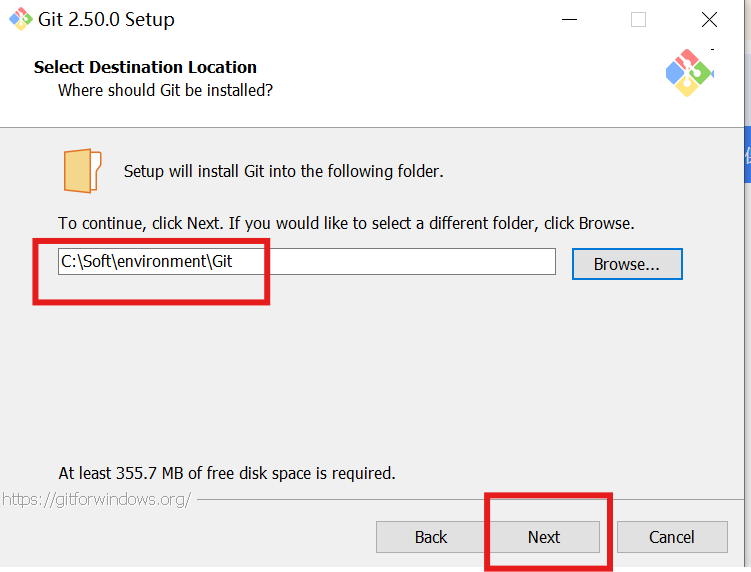 Git 2.50.0 Setup
Select Destination Location
Where should Git be installed?
Setup will install Git into the following folder.
To continue, click Next. If you would like to select a different folder, click Browse.
C:\Soft\environment\Git
Browse...
At least 355.7 MB of free disk space is required.
https://gitforwindows.org/
Back
Next
Cancel